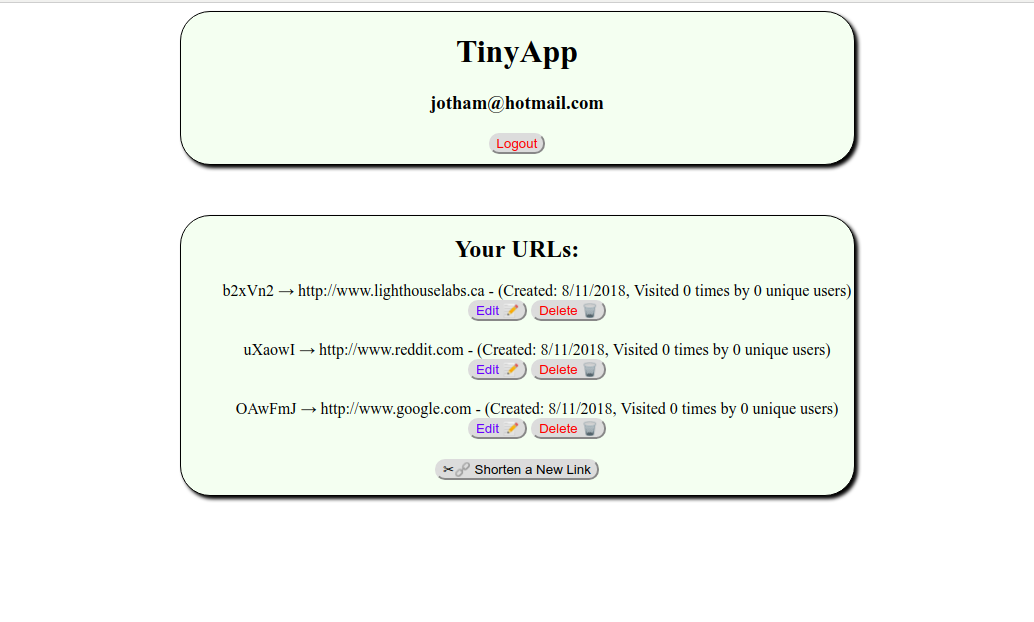 TinyApp
jotham@hotmail.com
Logout
Your URLs:
b2xVn2 → http://www.lighthouselabs.ca - (Created: 8/11/2018, Visited 0 times by 0 unique users)
Edit Delete
uXaowI → http://www.reddit.com - (Created: 8/11/2018, Visited 0 times by 0 unique users)
Edit Delete
OAwFmJ → http://www.google.com - (Created: 8/11/2018, Visited 0 times by 0 unique users)
Edit Delete
Shorten a New Link